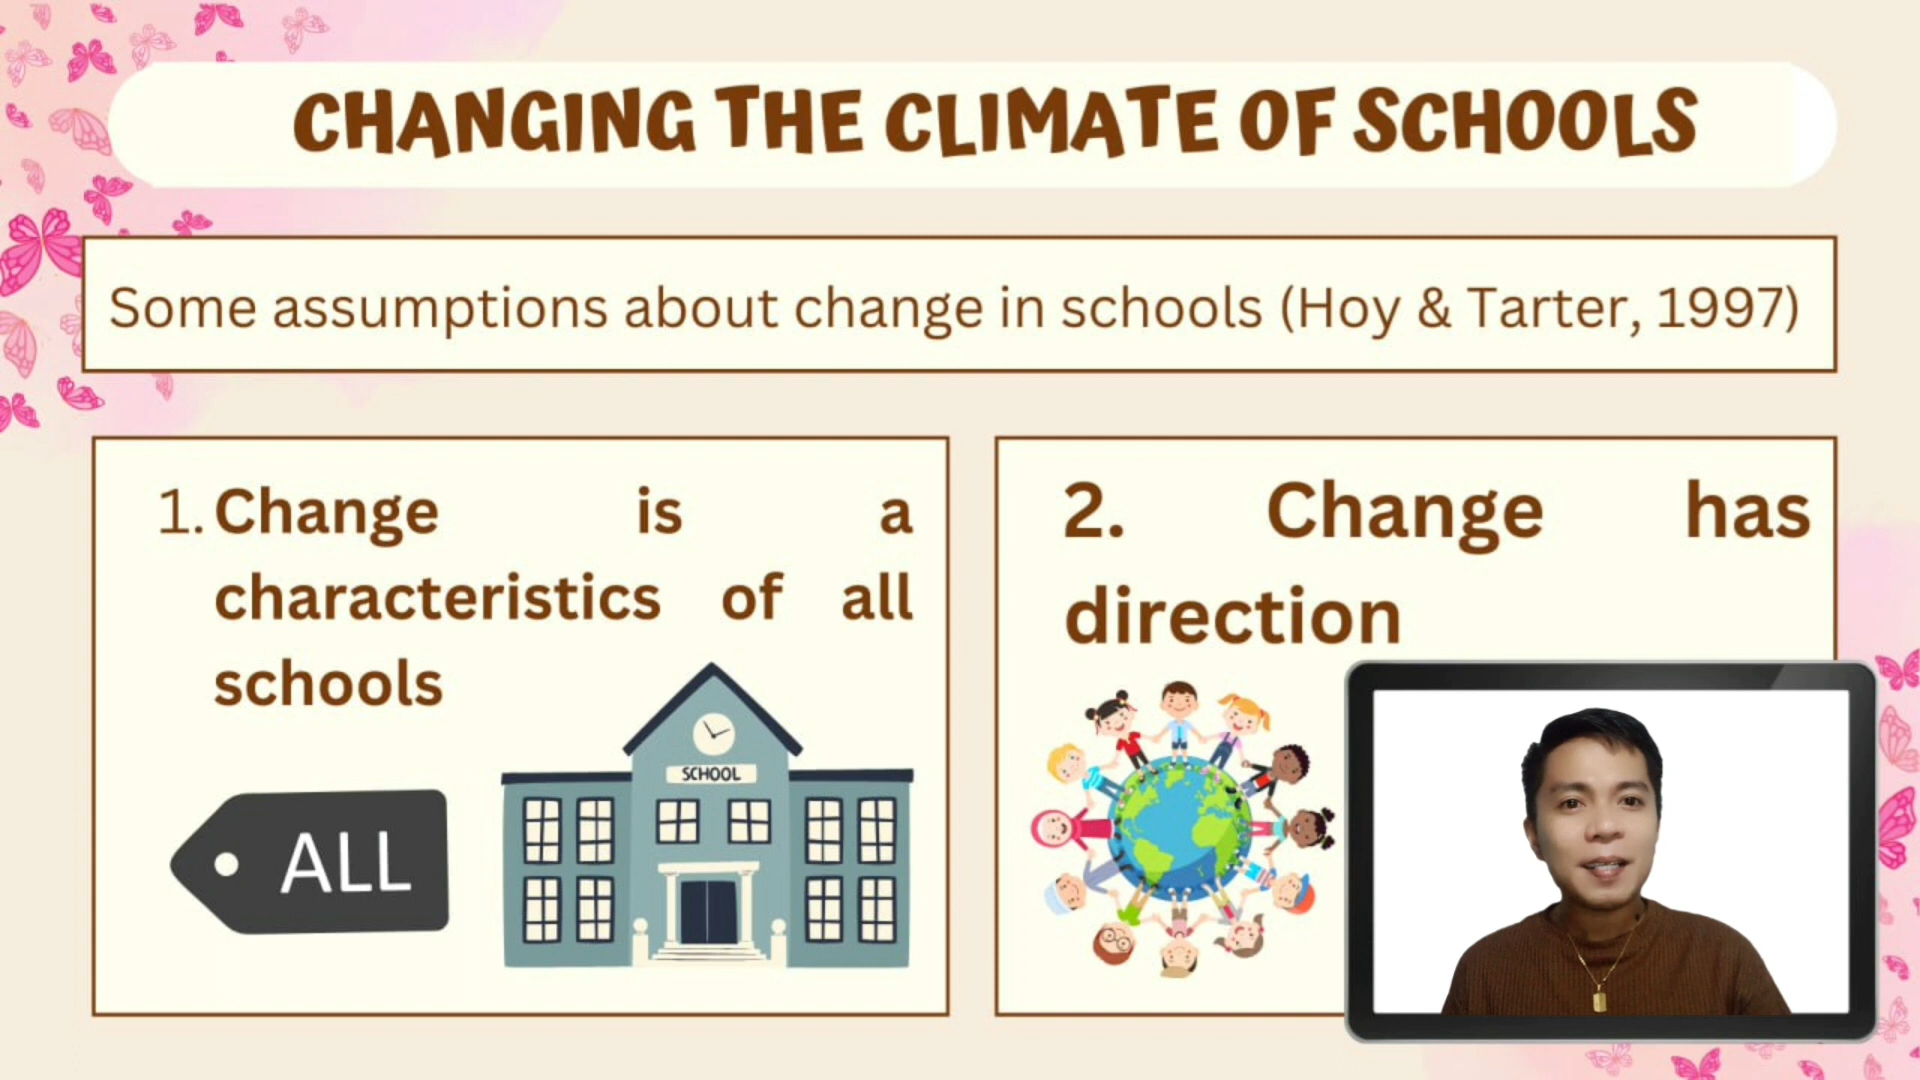 CHANGING THE CLIMATE OF SCHOOLS
Some assumptions about change in schools (Hoy & Tarter, 1997)
1. Change is a
characteristics of all
schools
SCHOOL
ALL
2. Change has
direction